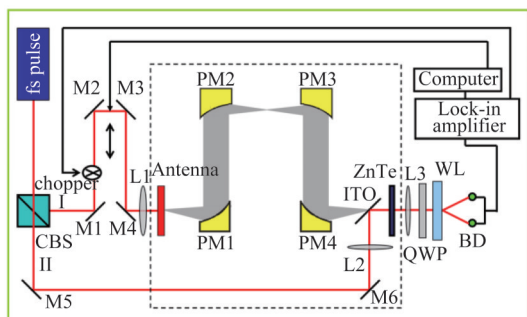 fs pulse
M2
M3
PM2
PM3
Computer
Lock-in
amplifier
chopper
I
L1
Antenna
ZnTe
L3
WL
ITO
CBS
M1
M4
PM1
PM4
L2
QWP
BD
II
M5
M6